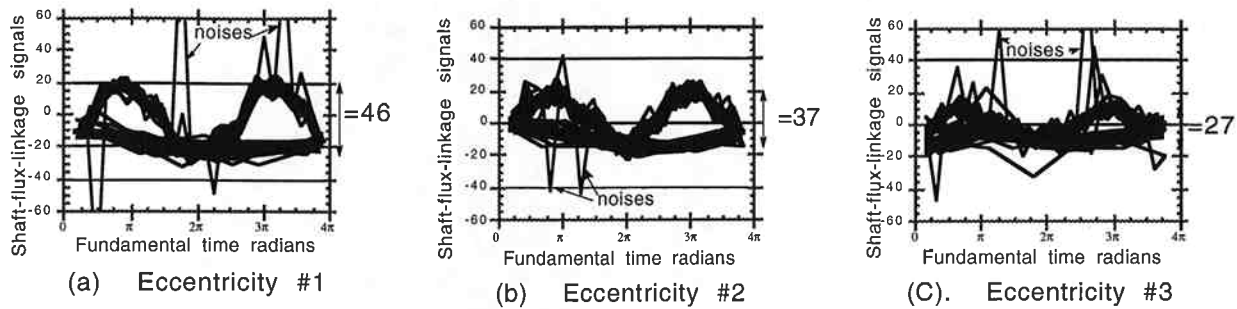 Shaft-flux-linkage signals
60
40
20
0
-20
-40
-60
noises
=46
0 π 2π 3π 4π
Fundamental time radians
(a) Eccentricity #1
Shaft-flux-linkage signals
60
40
20
0
-20
-40
-60
noises
=37
0 π 2π 3π 4π
Fundamental time radians
(b) Eccentricity #2
Shaft-flux-linkage signals
60
40
20
0
-20
-40
-60
noises
=27
0 π 2π 3π 4π
Fundamental time radians
(C). Eccentricity #3